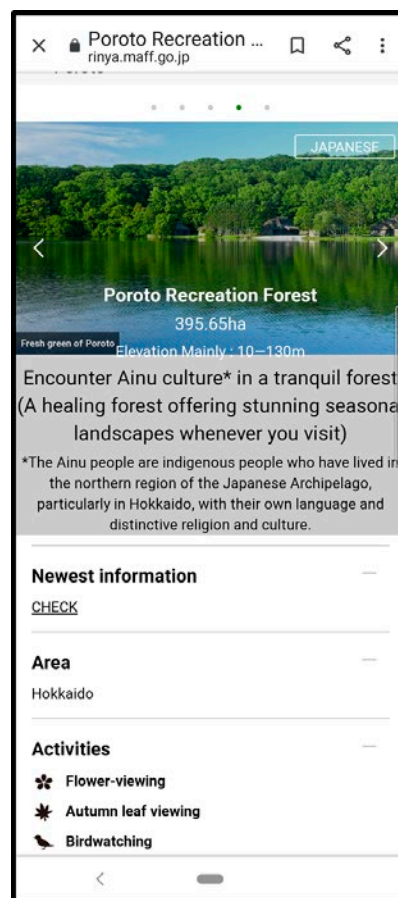 Poroto Recreation ...
rinya.maff.go.jp
JAPANESE
Poroto Recreation Forest
395.65ha
Fresh green of Poroto
Elevation Mainly : 10—130m
Encounter Ainu culture* in a tranquil forest
(A healing forest offering stunning seasona
landscapes whenever you visit)
*The Ainu people are indigenous people who have lived in
the northern region of the Japanese Archipelago,
particularly in Hokkaido, with their own language and
distinctive religion and culture.
Newest information
CHECK
Area
Hokkaido
Activities
Flower-viewing
Autumn leaf viewing
Birdwatching